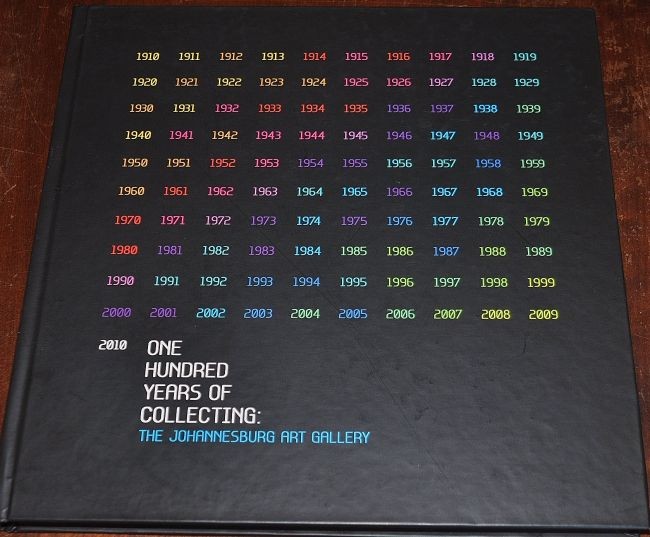 1910 1911 1912 1913 1914 1915 1916 1917 1918 1919
1920 1921 1922 1923 1924 1925 1926 1927 1928 1929
1930 1931 1932 1933 1934 1935 1936 1937 1938 1939
1940 1941 1942 1943 1944 1945 1946 1947 1948 1949
1950 1951 1952 1953 1954 1955 1956 1957 1958 1959
1960 1961 1962 1963 1964 1965 1966 1967 1968 1969
1970 1971 1972 1973 1974 1975 1976 1977 1978 1979
1980 1981 1982 1983 1984 1985 1986 1987 1988 1989
1990 1991 1992 1993 1994 1995 1996 1997 1998 1999
2000 2001 2002 2003 2004 2005 2006 2007 2008 2009
2010 ONE
HUNDRED
YEARS OF
COLLECTING:
THE JOHANNESBURG ART GALLERY